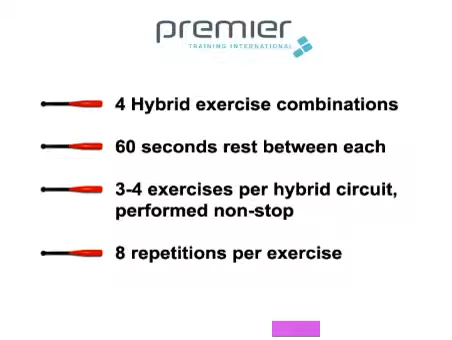 premier
TRAINING INTERNATIONAL
4 Hybrid exercise combinations
60 seconds rest between each
3-4 exercises per hybrid circuit,
performed non-stop
8 repetitions per exercise